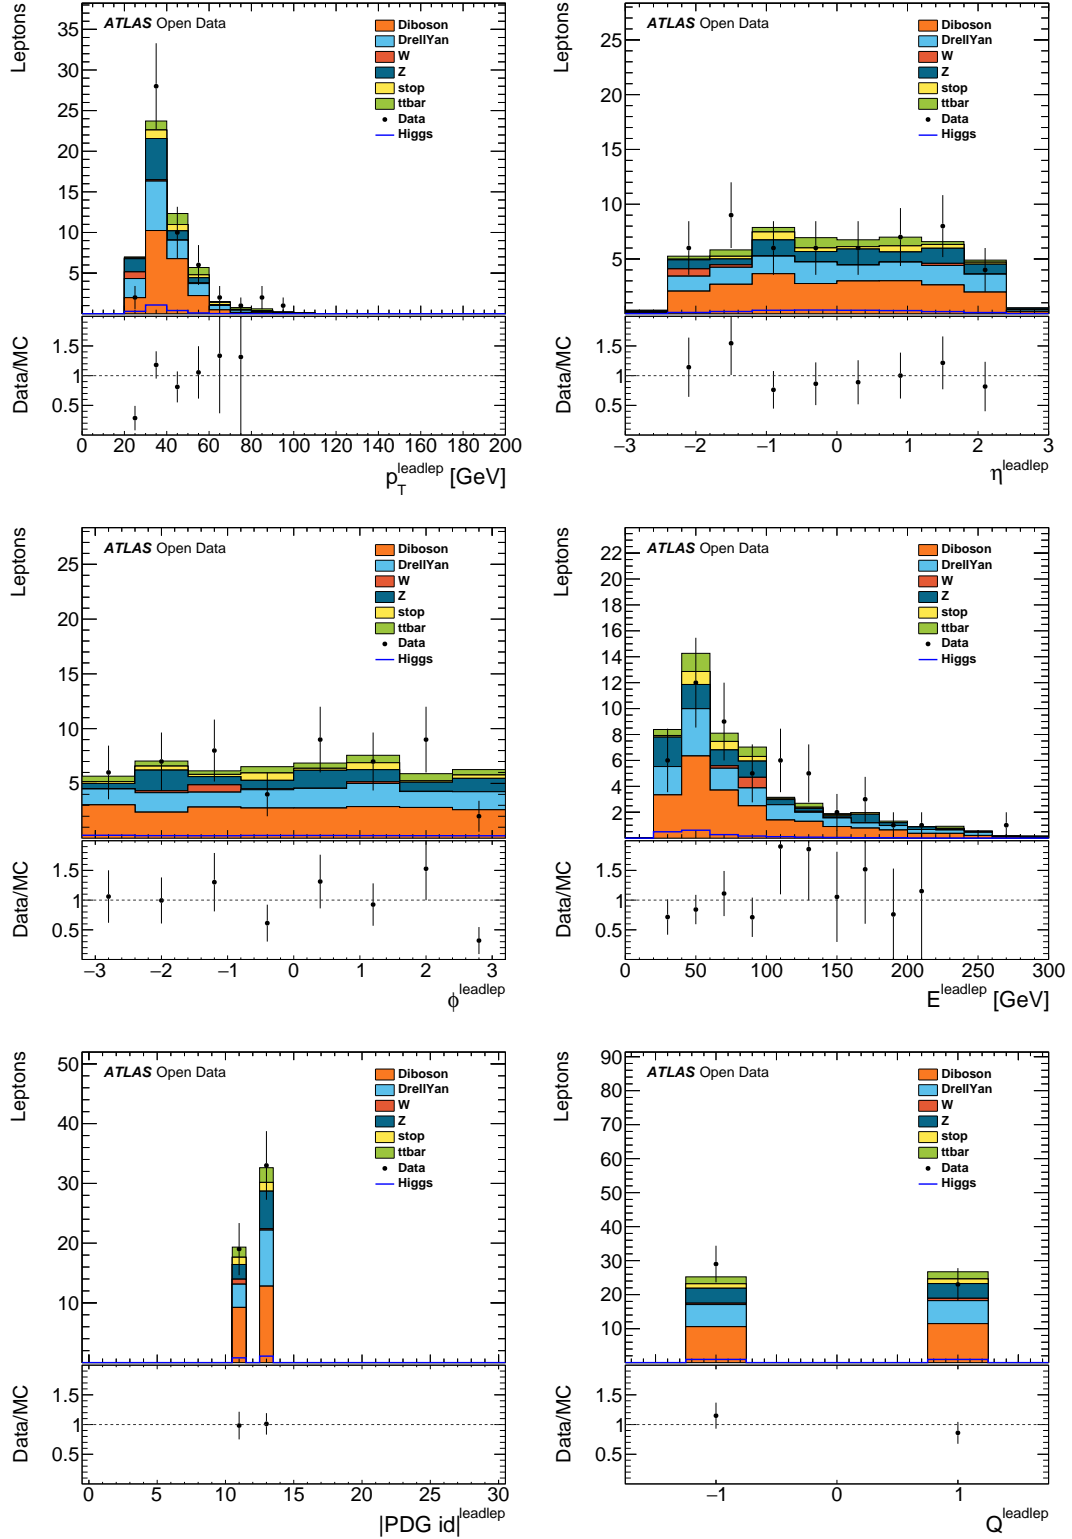 Leptons
ATLAS Open Data
35
30
25
20
15
10
5
Diboson
DrellYan
W
Z
stop
ttbar
Data
Higgs
Data/MC
1.5
1
0.5
0 20 40 60 80 100 120 140 160 180 200
p_T^leadlep [GeV]
Leptons
ATLAS Open Data
25
20
15
10
5
Diboson
DrellYan
W
Z
stop
ttbar
Data
Higgs
Data/MC
1.5
1
0.5
−3 −2 −1 0 1 2 3
η^leadlep
Leptons
ATLAS Open Data
25
20
15
10
5
Diboson
DrellYan
W
Z
stop
ttbar
Data
Higgs
Data/MC
1.5
1
0.5
−3 −2 −1 0 1 2 3
ϕ^leadlep
Leptons
ATLAS Open Data
22
20
18
16
14
12
10
8
6
4
2
Diboson
DrellYan
W
Z
stop
ttbar
Data
Higgs
Data/MC
1.5
1
0.5
0 50 100 150 200 250 300
E^leadlep [GeV]
Leptons
ATLAS Open Data
50
40
30
20
10
Diboson
DrellYan
W
Z
stop
ttbar
Data
Higgs
Data/MC
1.5
1
0.5
0 5 10 15 20 25 30
|PDG id|^leadlep
Leptons
ATLAS Open Data
90
80
70
60
50
40
30
20
10
Diboson
DrellYan
W
Z
stop
ttbar
Data
Higgs
Data/MC
1.5
1
0.5
−1 0 1
Q^leadlep